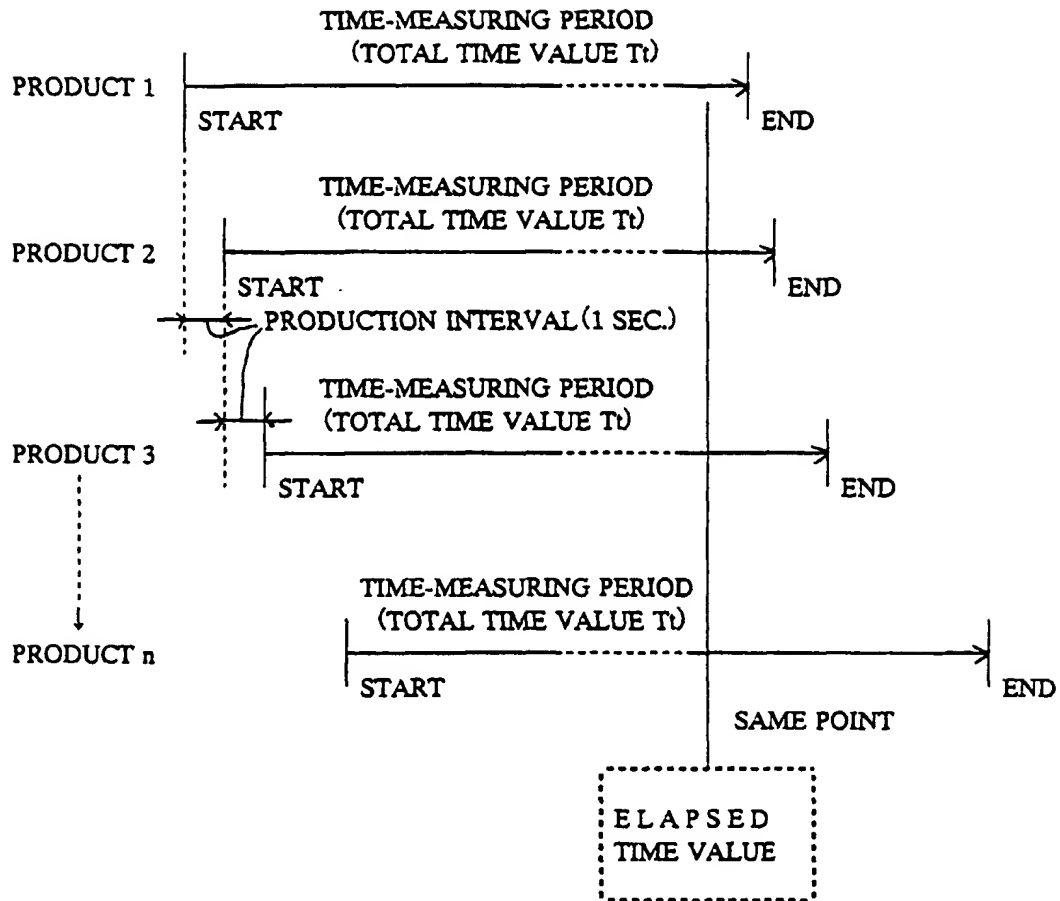 TIME-MEASURING PERIOD
(TOTAL TIME VALUE Tt)
PRODUCT 1
START
END
TIME-MEASURING PERIOD
(TOTAL TIME VALUE Tt)
PRODUCT 2
START
END
PRODUCTION INTERVAL (1 SEC.)
TIME-MEASURING PERIOD
(TOTAL TIME VALUE Tt)
PRODUCT 3
START
END
TIME-MEASURING PERIOD
(TOTAL TIME VALUE Tt)
PRODUCT n
START
END
SAME POINT
ELAPSED
TIME VALUE